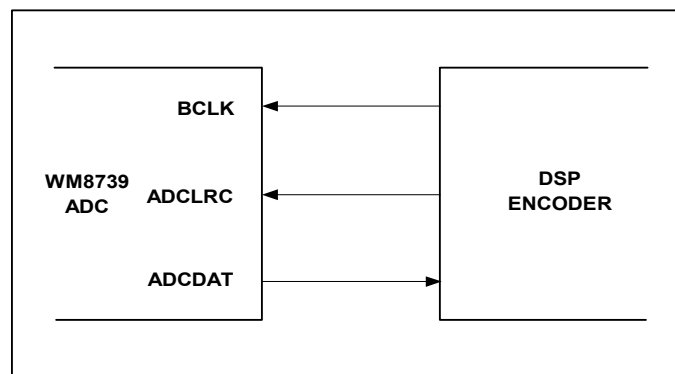 BCLK
WM8739
ADC
ADCLRC
DSP
ENCODER
ADCDAT